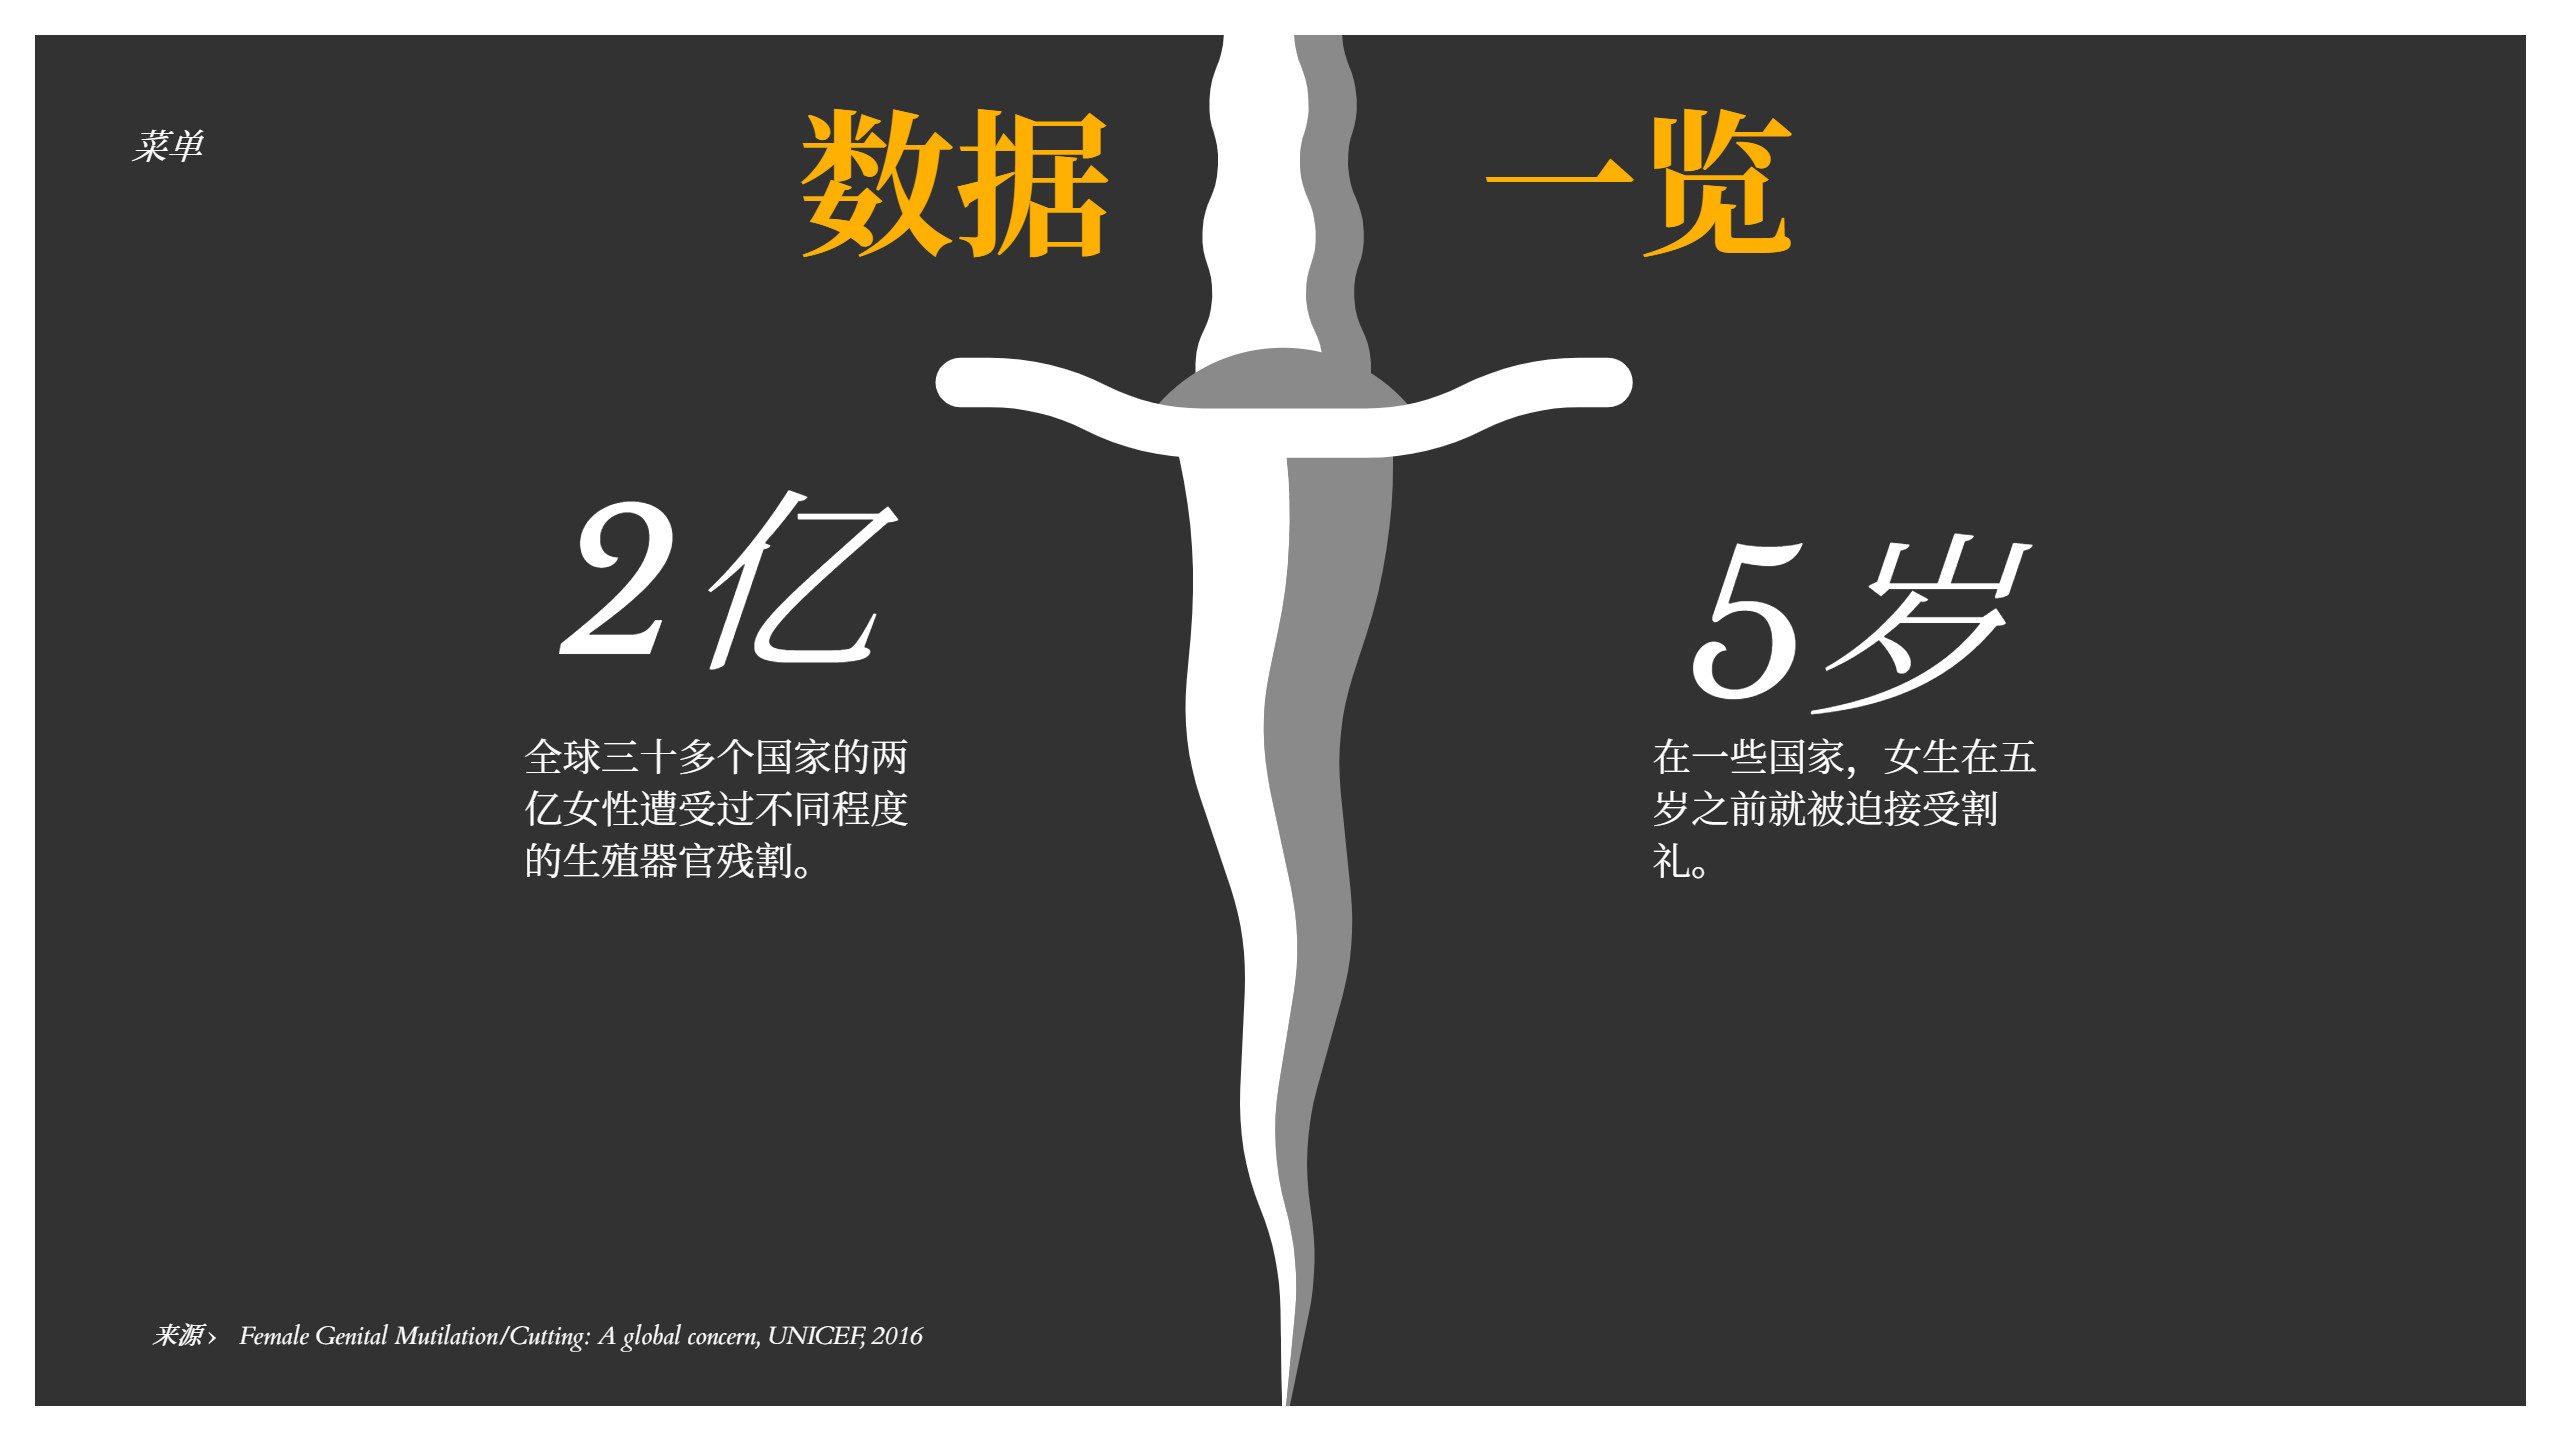 菜单
数据 一览
2亿
全球三十多个国家的两
亿女性遭受过不同程度
的生殖器官残割。
5岁
在一些国家，女生在五
岁之前就被迫接受割
礼。
来源 › Female Genital Mutilation/Cutting: A global concern, UNICEF, 2016